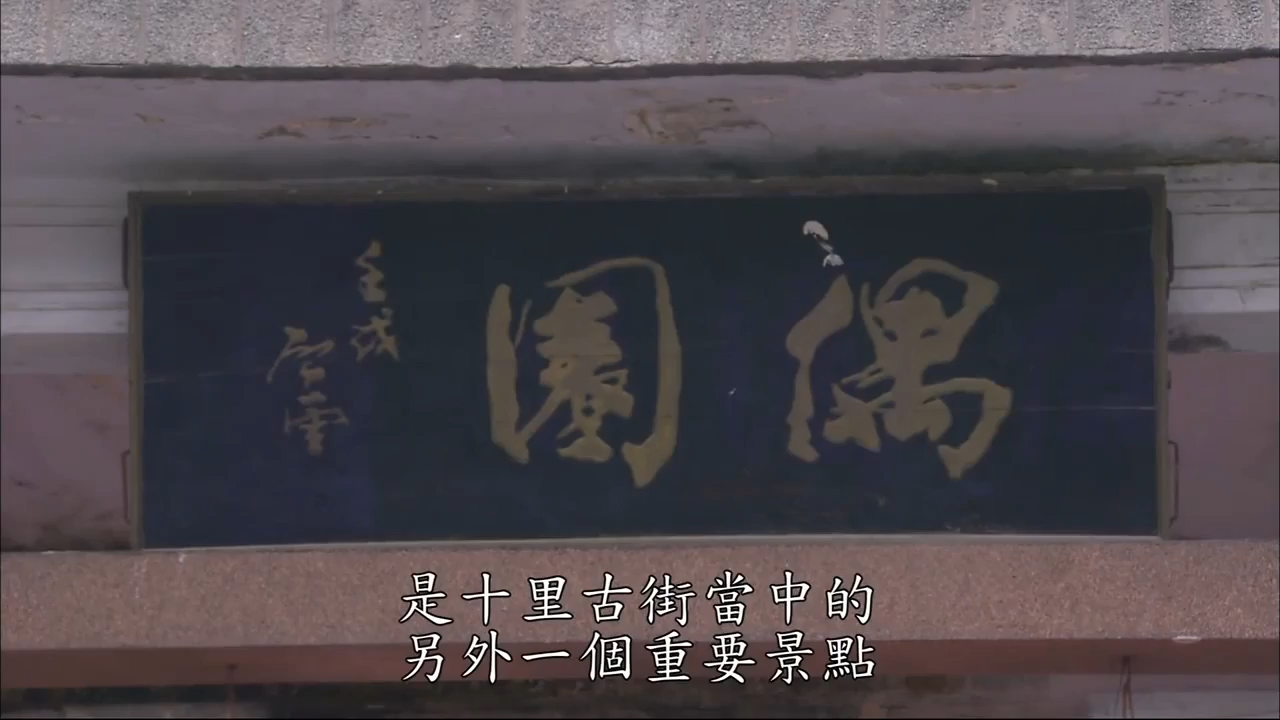 偶園
壬戌
是十里古街當中的
另外一個重要景點